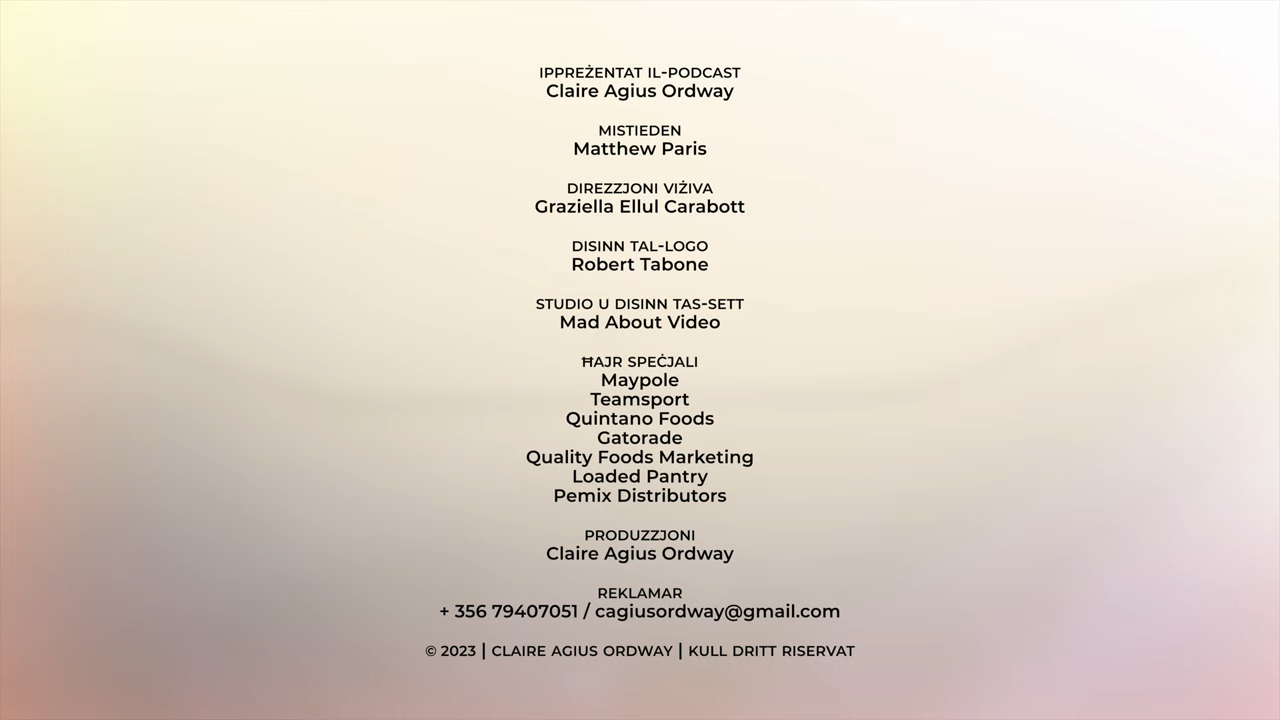 IPPREŻENTAT IL-PODCAST
Claire Agius Ordway
MISTIEDEN
Matthew Paris
DIREZZJONI VIŻIVA
Graziella Ellul Carabott
DISINN TAL-LOGO
Robert Tabone
STUDIO U DISINN TAS-SETT
Mad About Video
ĦAJR SPEĊJALI
Maypole
Teamsport
Quintano Foods
Gatorade
Quality Foods Marketing
Loaded Pantry
Pemix Distributors
PRODUZZJONI
Claire Agius Ordway
REKLAMAR
+ 356 79407051 / cagiusordway@gmail.com
© 2023 | CLAIRE AGIUS ORDWAY | KULL DRITT RISERVAT